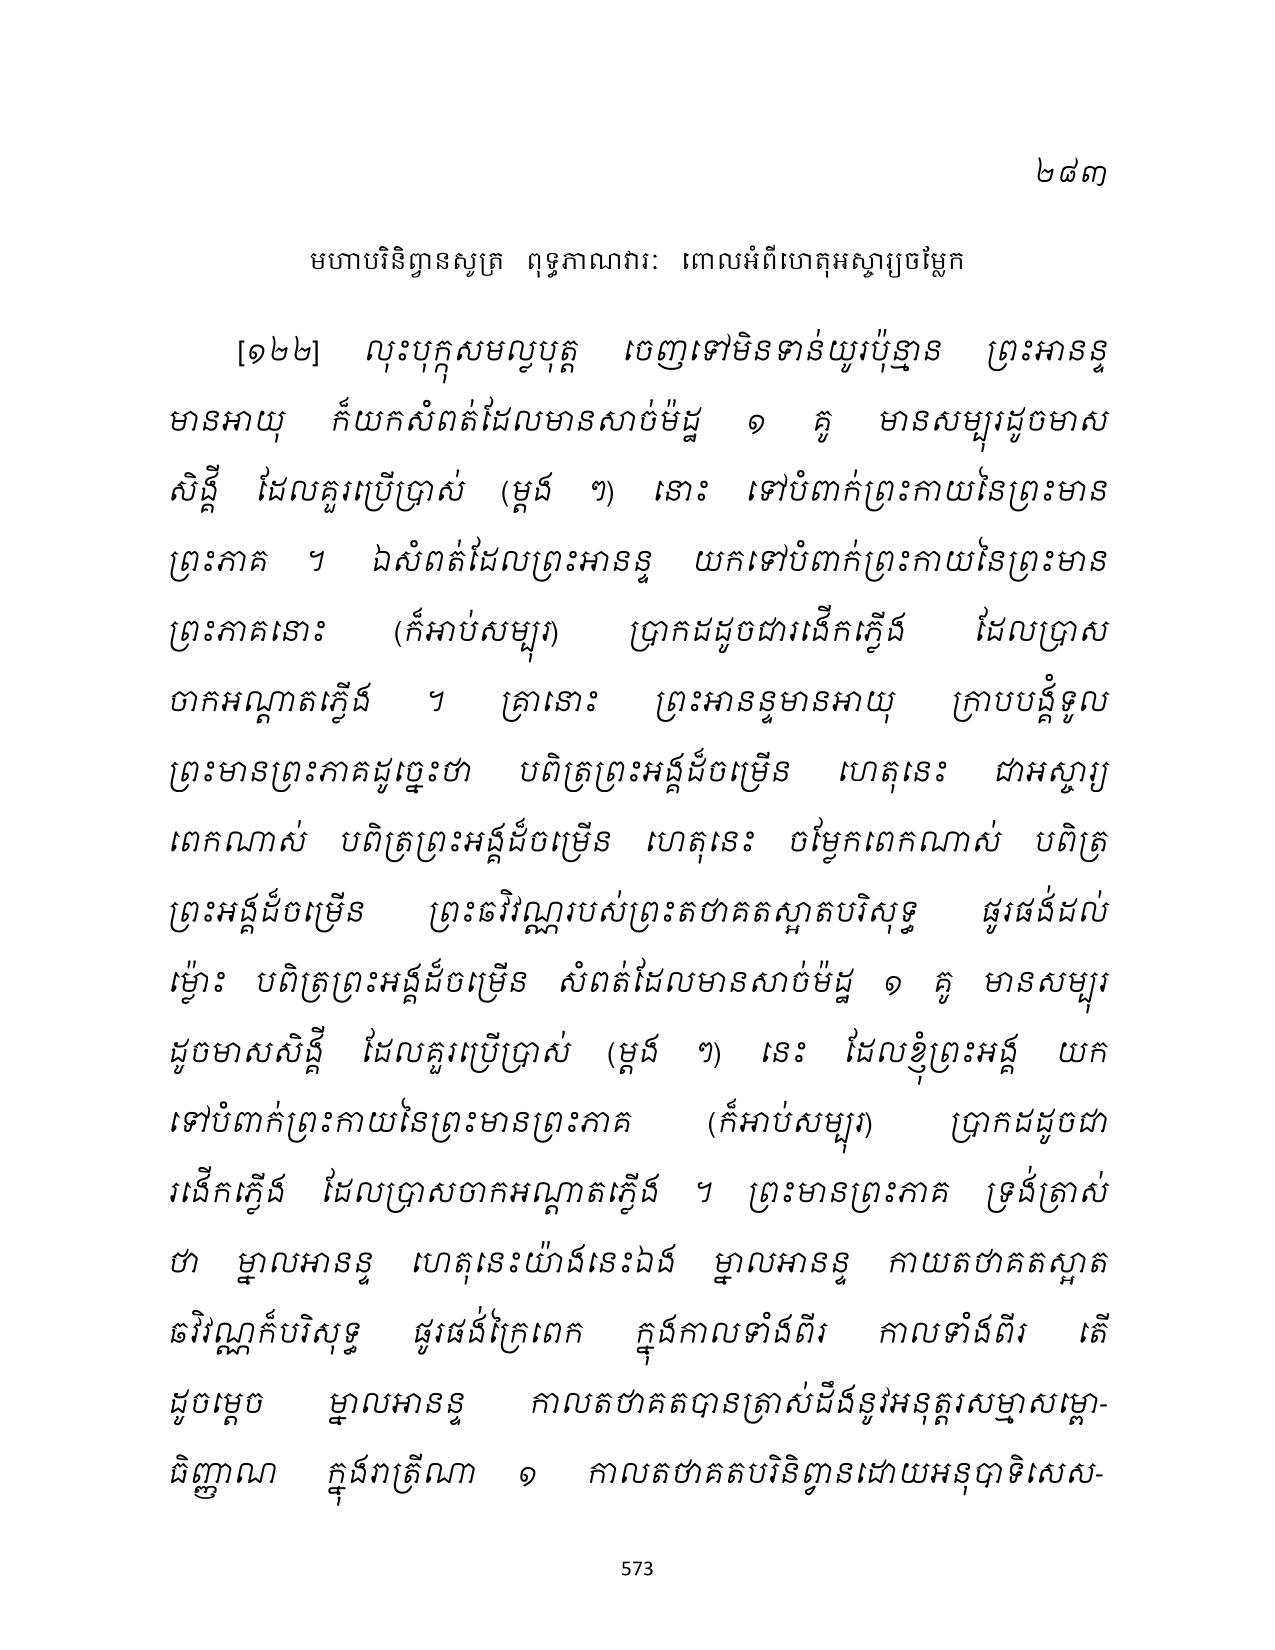 ២៨៣
មហាបរិនិព្វានសូត្រ ពុទ្ធភាណវារៈ ពោលអំពីហេតុអស្ចារ្យចម្លែក
[១២២] លុះបុក្កុសមល្លបុត្ត ចេញទៅមិនទាន់យូរប៉ុន្មាន ព្រះអានន្ទ
មានអាយុ ក៏យកសំពត់ដែលមានសាច់ម៉ដ្ឋ ១ គូ មានសម្បុរដូចមាស
សិង្គី ដែលគួរប្រើប្រាស់ (ម្តង ៗ) នោះ ទៅបំពាក់ព្រះកាយនៃព្រះមាន
ព្រះភាគ ។ ឯសំពត់ដែលព្រះអានន្ទ យកទៅបំពាក់ព្រះកាយនៃព្រះមាន
ព្រះភាគនោះ (ក៏អាប់សម្បុរ) ប្រាកដដូចជារងើកភ្លើង ដែលប្រាស
ចាកអណ្តាតភ្លើង ។ គ្រានោះ ព្រះអានន្ទមានអាយុ ក្រាបបង្គំទូល
ព្រះមានព្រះភាគដូច្នេះថា បពិត្រព្រះអង្គដ៏ចម្រើន ហេតុនេះ ជាអស្ចារ្យ
ពេកណាស់ បពិត្រព្រះអង្គដ៏ចម្រើន ហេតុនេះ ចម្លែកពេកណាស់ បពិត្រ
ព្រះអង្គដ៏ចម្រើន ព្រះឆវិវណ្ណរបស់ព្រះតថាគតស្អាតបរិសុទ្ធ ផូរផង់ដល់
ម៉្លោះ បពិត្រព្រះអង្គដ៏ចម្រើន សំពត់ដែលមានសាច់ម៉ដ្ឋ ១ គូ មានសម្បុរ
ដូចមាសសិង្គី ដែលគួរប្រើប្រាស់ (ម្តង ៗ) នេះ ដែលខ្ញុំព្រះអង្គ យក
ទៅបំពាក់ព្រះកាយនៃព្រះមានព្រះភាគ (ក៏អាប់សម្បុរ) ប្រាកដដូចជា
រងើកភ្លើង ដែលប្រាសចាកអណ្តាតភ្លើង ។ ព្រះមានព្រះភាគ ទ្រង់ត្រាស់
ថា ម្នាលអានន្ទ ហេតុនេះយ៉ាងនេះឯង ម្នាលអានន្ទ កាយតថាគតស្អាត
ឆវិវណ្ណក៏បរិសុទ្ធ ផូរផង់ក្រៃពេក ក្នុងកាលទាំងពីរ កាលទាំងពីរ តើ
ដូចម្តេច ម្នាលអានន្ទ កាលតថាគតបានត្រាស់ដឹងនូវអនុត្តរសម្មាសម្ពោ-
ធិញ្ញាណ ក្នុងរាត្រីណា ១ កាលតថាគតបរិនិព្វានដោយអនុបាទិសេស-
573